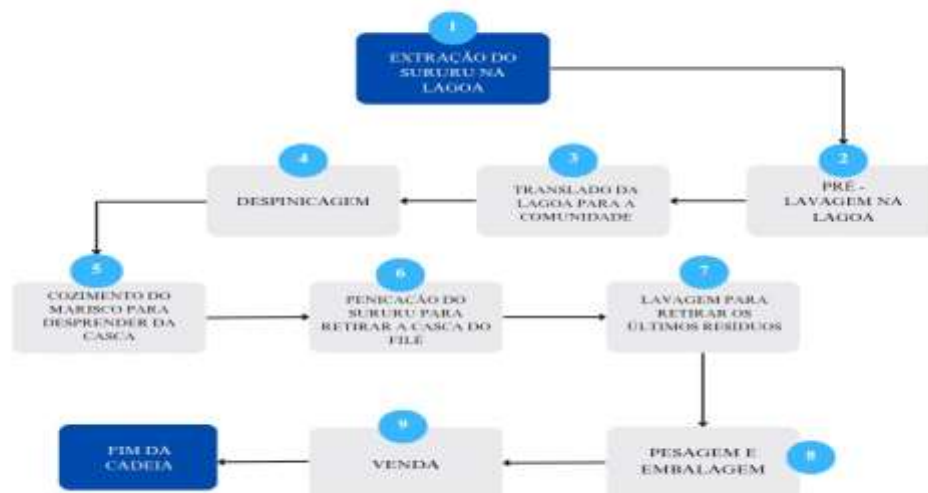 1
EXTRAÇÃO DO
SURURU NA
LAGOA
2
PRÉ -
LAVAGEM NA
LAGOA
3
TRANSLADO DA
LAGOA PARA A
COMUNIDADE
4
DESPINICAGEM
5
COZIMENTO DO
MARISCO PARA
DESPRENDER DA
CASCA
6
PENICAÇÃO DO
SURURU PARA
RETIRAR A CASCA DO
FILÉ
7
LAVAGEM PARA
RETIRAR OS
ÚLTIMOS RESÍDUOS
8
PESAGEM E
EMBALAGEM
9
VENDA
FIM DA
CADEIA